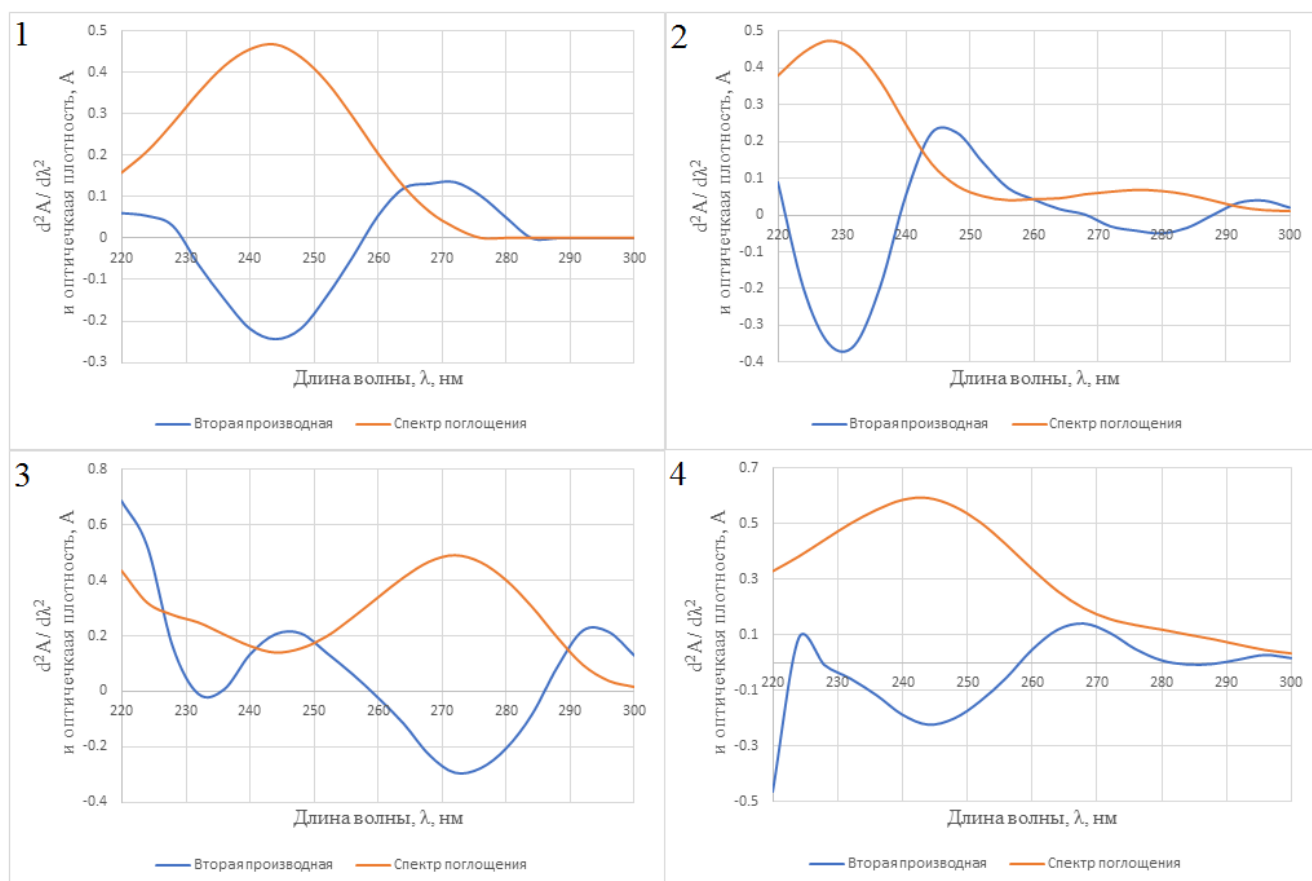 1
d²A/ dλ²
и оптичечкаая плотность, А
0.5
0.4
0.3
0.2
0.1
0
-0.1
-0.2
-0.3
220 230 240 250 260 270 280 290 300
Длина волны, λ, нм
Вторая производная Спектр поглощения
2
d²A/ dλ²
и оптичечкаая плотность, А
0.5
0.4
0.3
0.2
0.1
0
-0.1
-0.2
-0.3
-0.4
220 230 240 250 260 270 280 290 300
Длина волны, λ, нм
Вторая производная Спектр поглощения
3
d²A/ dλ²
и оптичечкаая плотность, А
0.8
0.6
0.4
0.2
0
-0.2
-0.4
220 230 240 250 260 270 280 290 300
Длина волны, λ, нм
Вторая производная Спектр поглощения
4
d²A/ dλ²
и оптичечкаая плотность, А
0.7
0.5
0.3
0.1
-0.1
-0.3
-0.5
220 230 240 250 260 270 280 290 300
Длина волны, λ, нм
Вторая производная Спектр поглощения